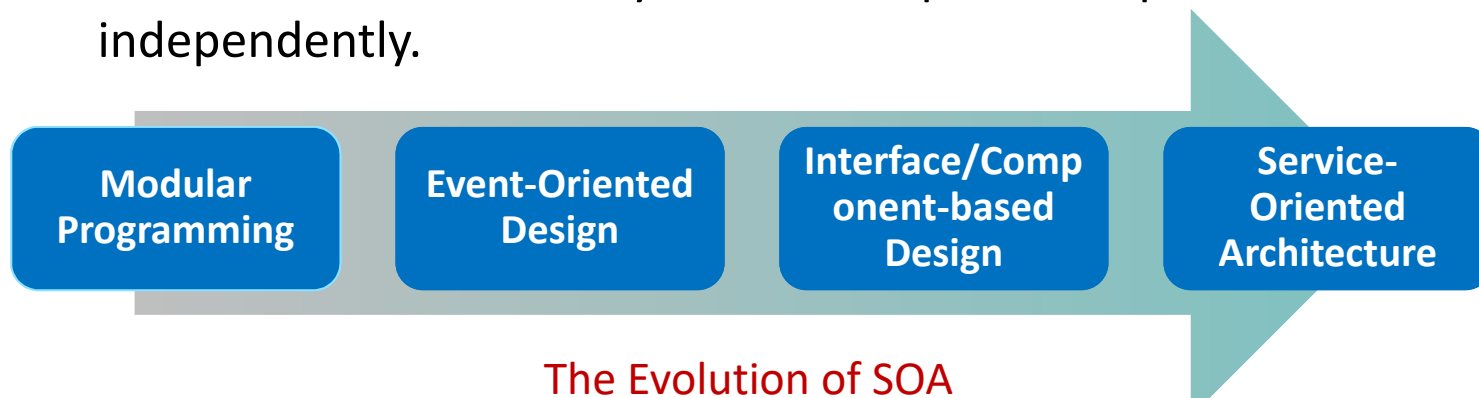 independently.
Modular
Programming
Event-Oriented
Design
Interface/Comp
onent-based
Design
Service-
Oriented
Architecture
The Evolution of SOA